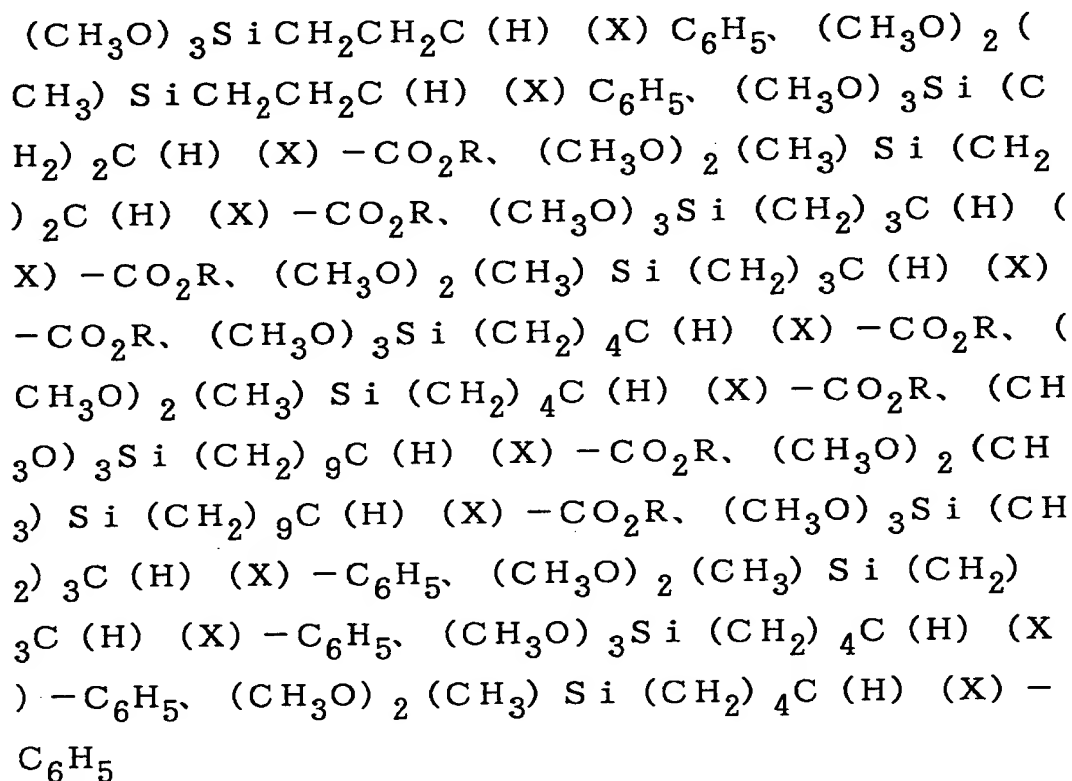 (CH₃O)₃SiCH₂CH₂C(H)(X)C₆H₅、(CH₃O)₂(
CH₃)SiCH₂CH₂C(H)(X)C₆H₅、(CH₃O)₃Si(C
H₂)₂C(H)(X)−CO₂R、(CH₃O)₂(CH₃)Si(CH₂
)₂C(H)(X)−CO₂R、(CH₃O)₃Si(CH₂)₃C(H)(
X)−CO₂R、(CH₃O)₂(CH₃)Si(CH₂)₃C(H)(X)
−CO₂R、(CH₃O)₃Si(CH₂)₄C(H)(X)−CO₂R、(
CH₃O)₂(CH₃)Si(CH₂)₄C(H)(X)−CO₂R、(CH
₃O)₃Si(CH₂)₉C(H)(X)−CO₂R、(CH₃O)₂(CH
₃)Si(CH₂)₉C(H)(X)−CO₂R、(CH₃O)₃Si(CH
₂)₃C(H)(X)−C₆H₅、(CH₃O)₂(CH₃)Si(CH₂)
₃C(H)(X)−C₆H₅、(CH₃O)₃Si(CH₂)₄C(H)(X
)−C₆H₅、(CH₃O)₂(CH₃)Si(CH₂)₄C(H)(X)−
C₆H₅